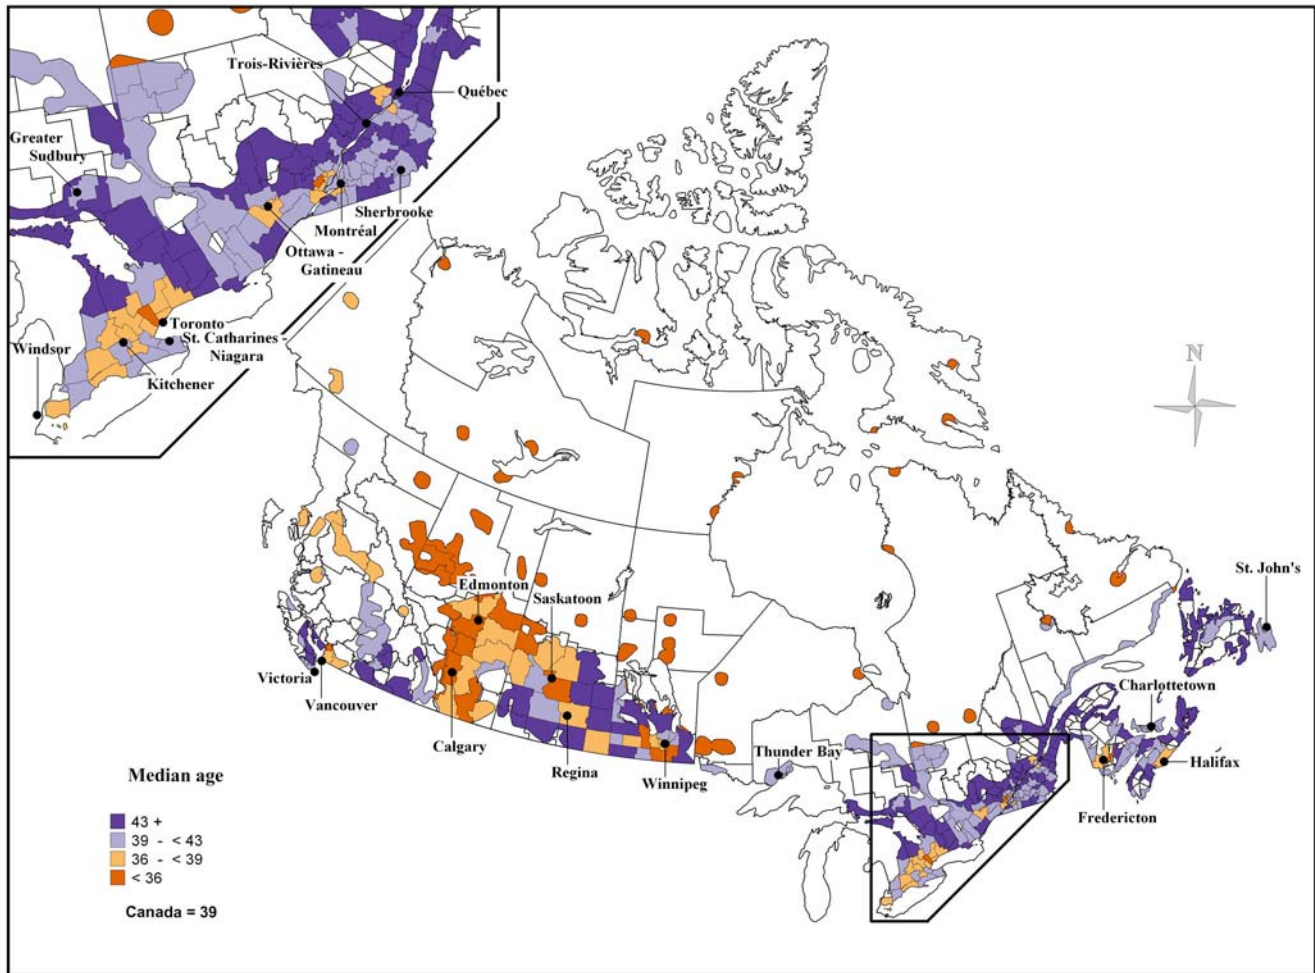 Trois-Rivières
Québec
Greater
Sudbury
Sherbrooke
Montréal
Ottawa -
Gatineau
Toronto
St. Catharines -
Niagara
Windsor
Kitchener
N
Edmonton
Saskatoon
St. John's
Victoria
Vancouver
Charlottetown
Calgary
Regina
Winnipeg
Thunder Bay
Halifax
Fredericton
Median age
43 +
39 - < 43
36 - < 39
< 36
Canada = 39